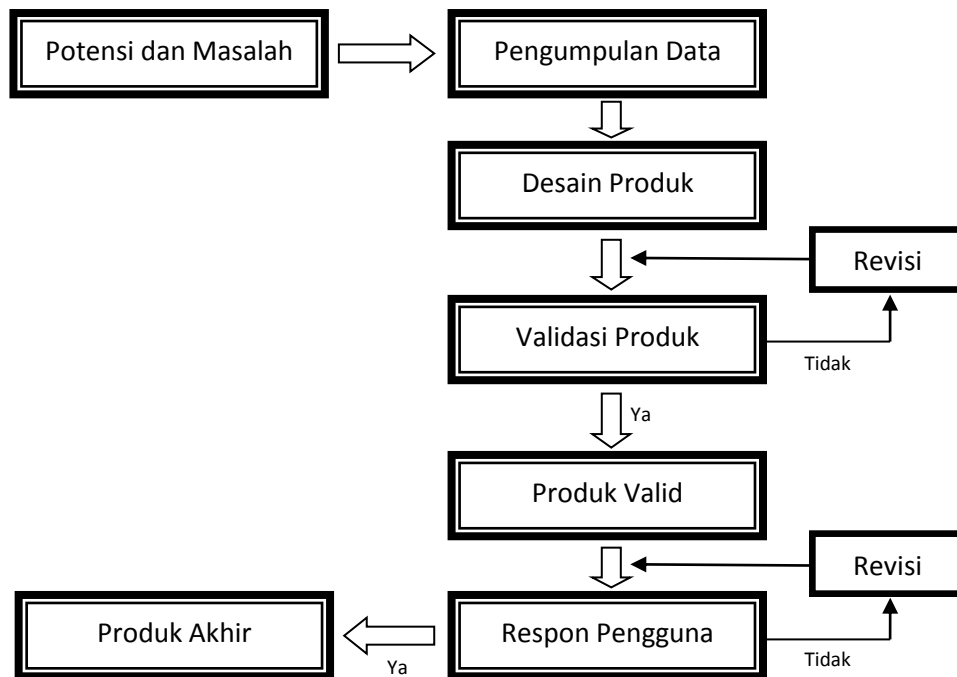 Potensi dan Masalah
Pengumpulan Data
Desain Produk
Revisi
Validasi Produk
Tidak
Ya
Produk Valid
Revisi
Produk Akhir
Respon Pengguna
Ya
Tidak